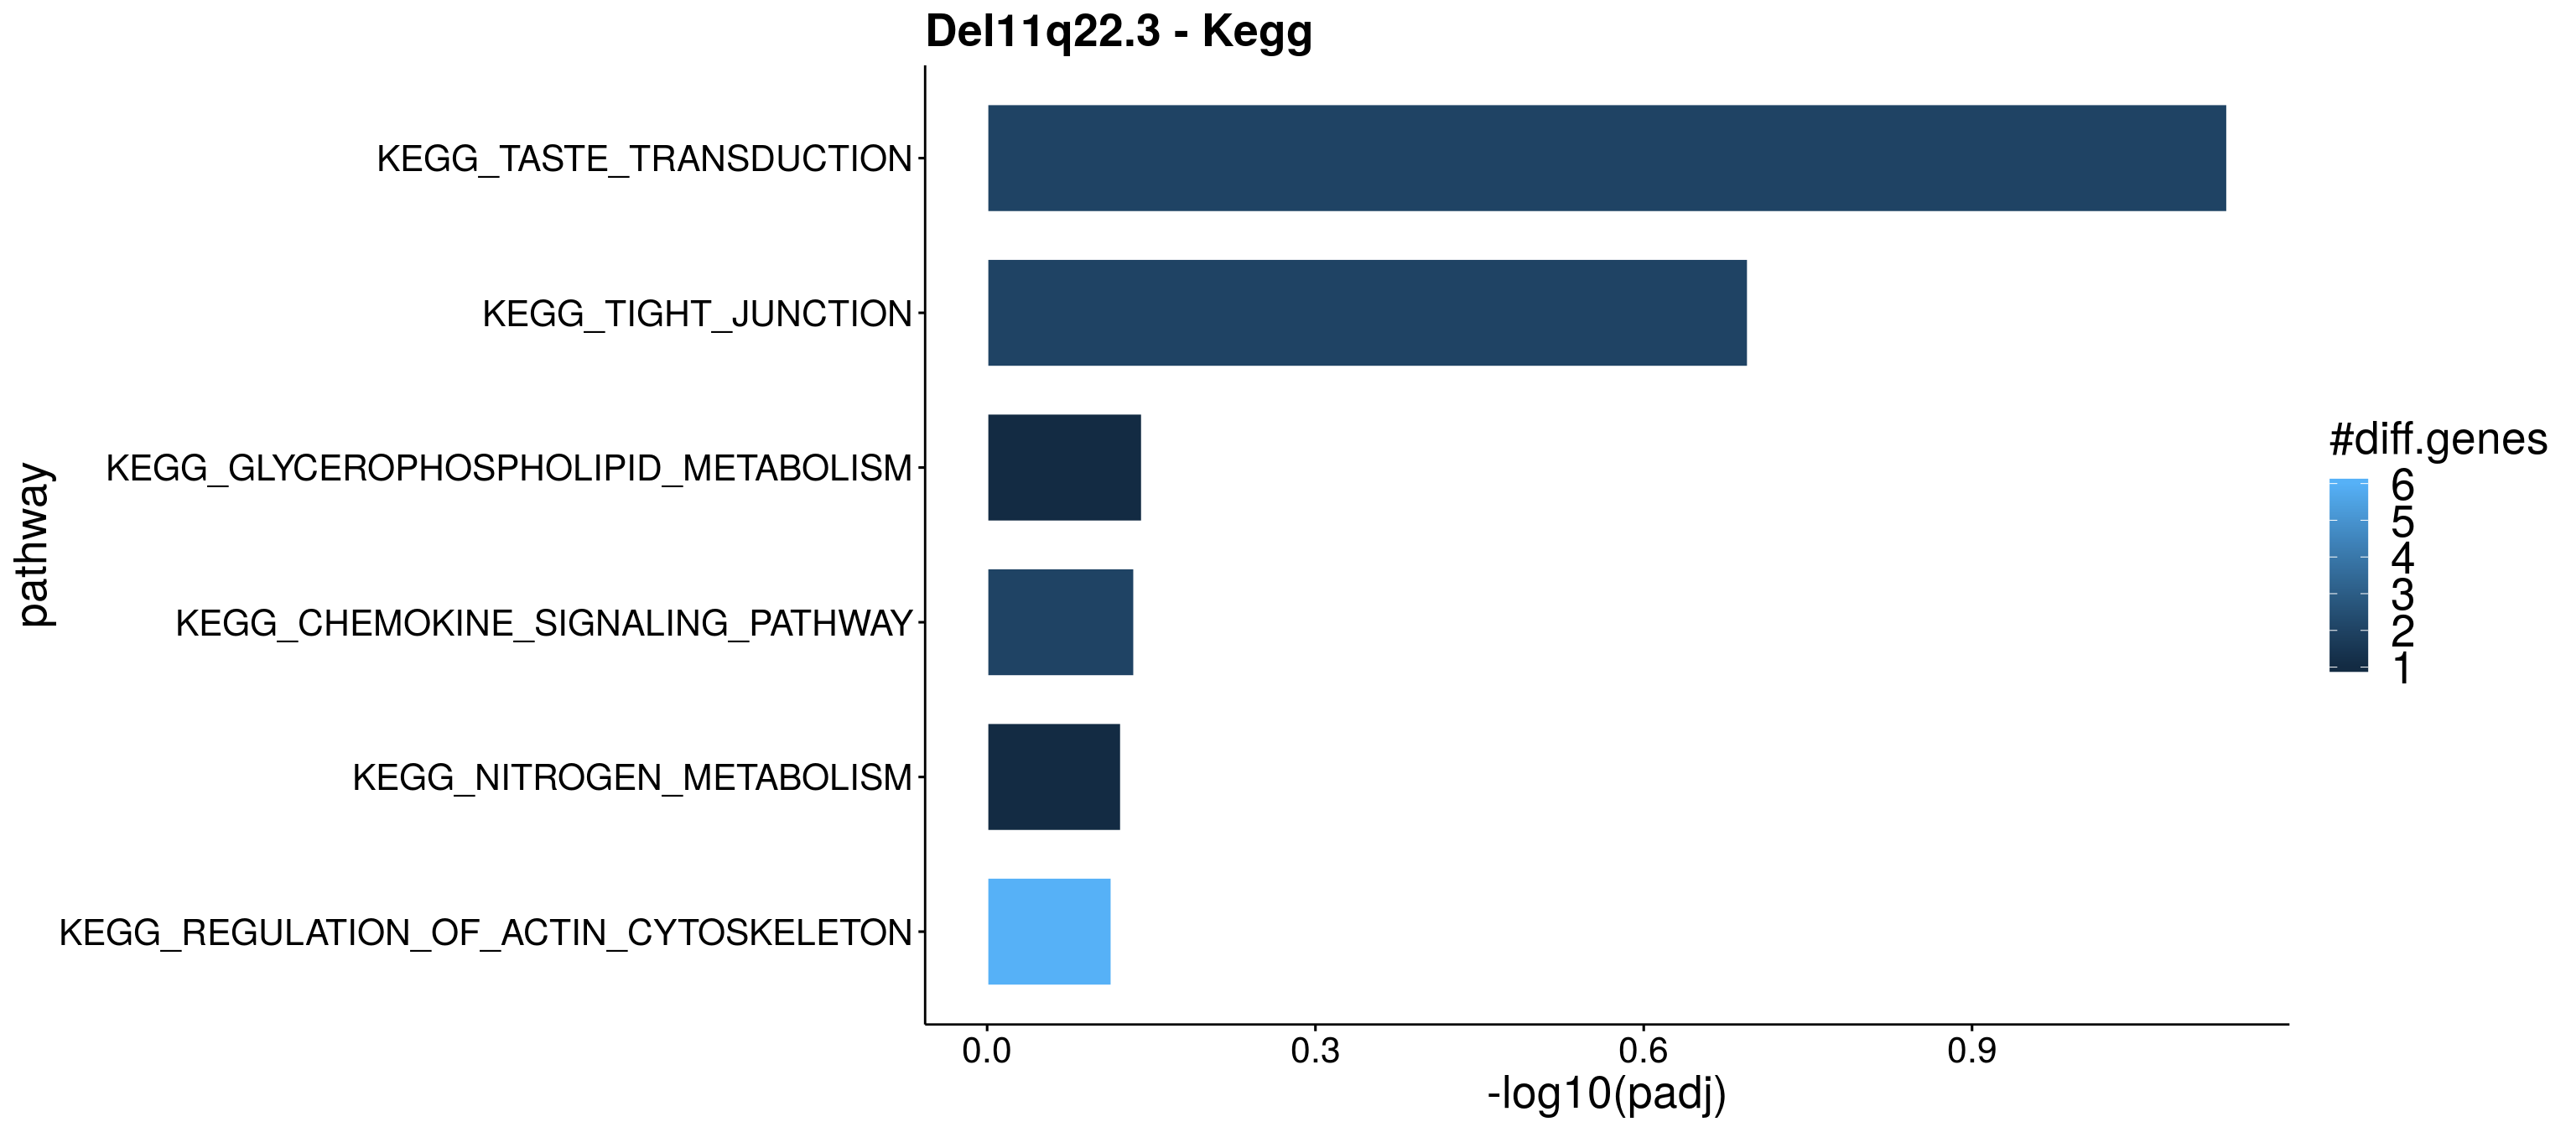 Del11q22.3 - Kegg
KEGG_TASTE_TRANSDUCTION
KEGG_TIGHT_JUNCTION
KEGG_GLYCEROPHOSPHOLIPID_METABOLISM
KEGG_CHEMOKINE_SIGNALING_PATHWAY
KEGG_NITROGEN_METABOLISM
KEGG_REGULATION_OF_ACTIN_CYTOSKELETON
pathway
0.0 0.3 0.6 0.9
-log10(padj)
#diff.genes
6
5
4
3
2
1